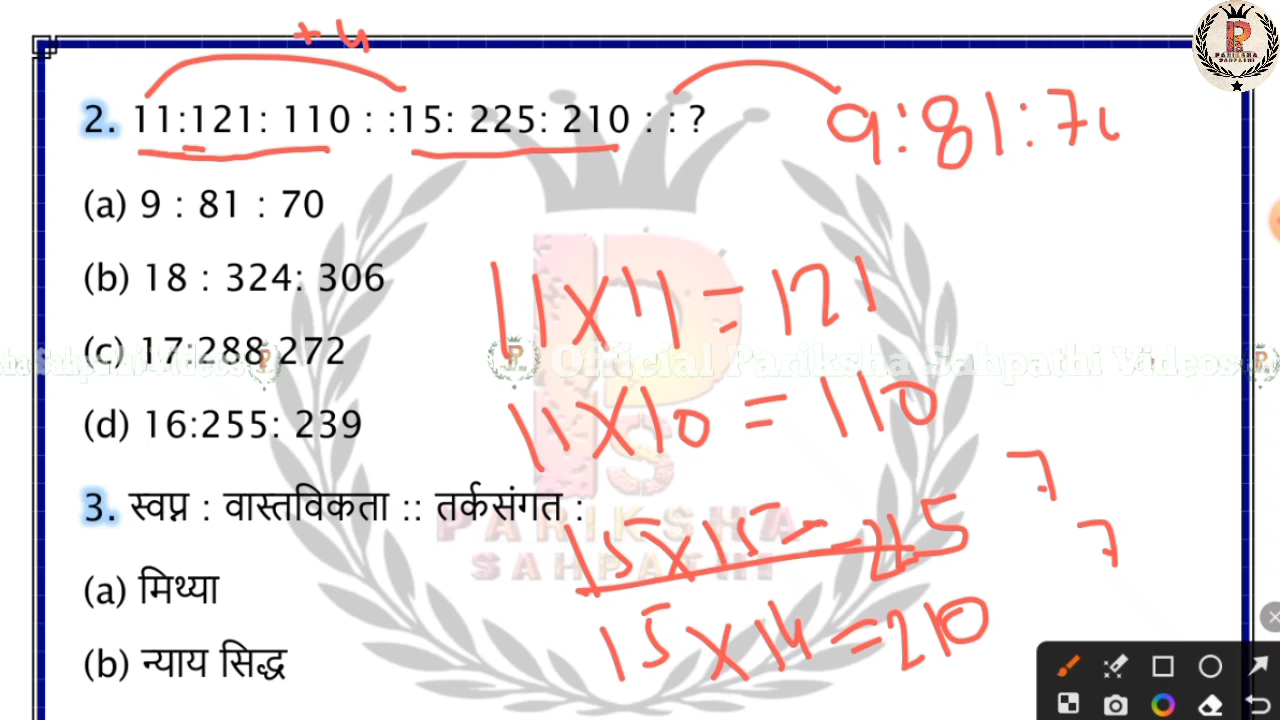 +4
PARIKSHA
SAHPATHI
2. 11:121: 110 : :15: 225: 210 : : ? 9:81:70
(a) 9 : 81 : 70
(b) 18 : 324: 306
11×11=121
(c) 17:288:272
Official Pariksha Sahpathi Videos
11×10=110
(d) 16:255: 239
7
3. स्वप्न : वास्तविकता :: तर्कसंगत :
PARIKSHA
SAHPATHI
15×15=225
7
(a) मिथ्या
15×14=210
(b) न्याय सिद्ध